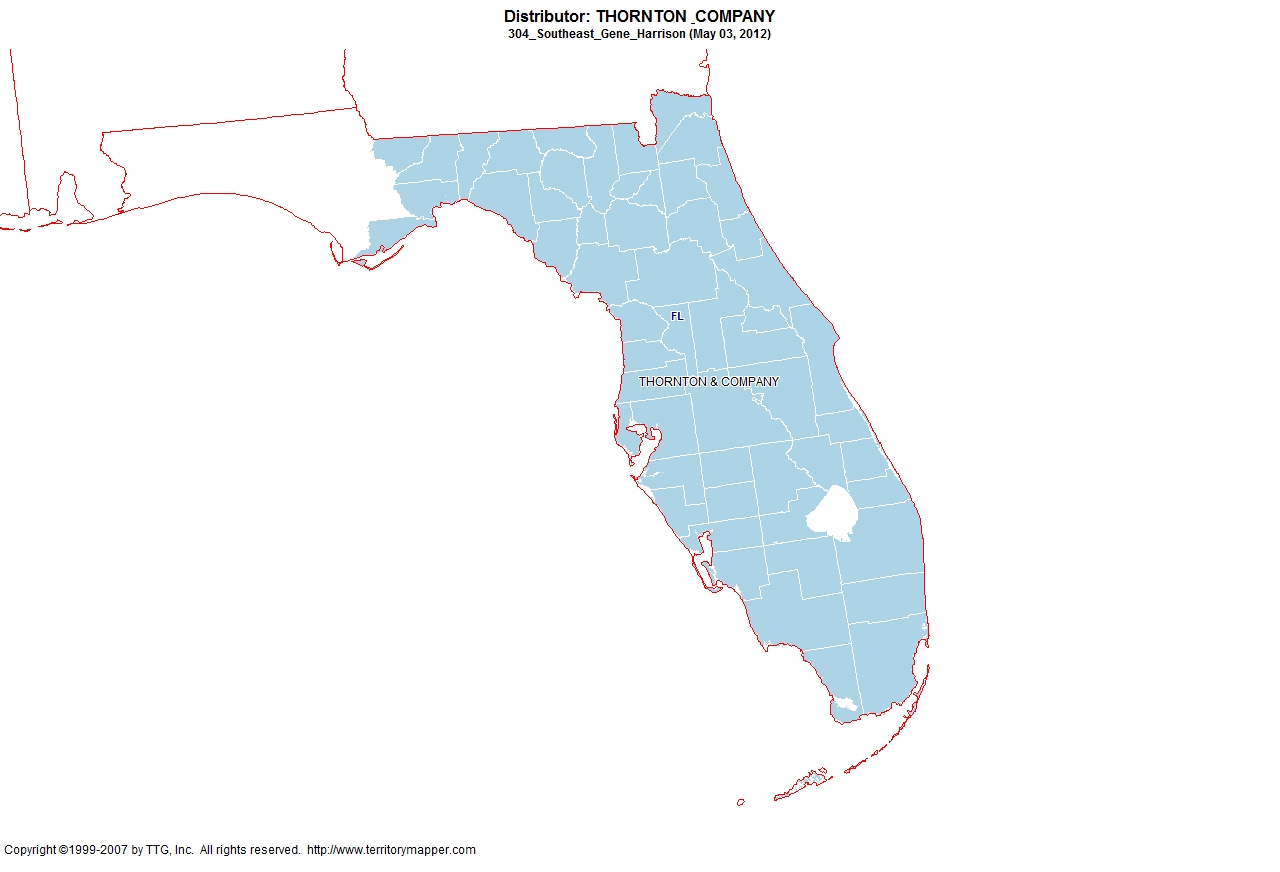 Distributor: THORNTON_COMPANY
304_Southeast_Gene_Harrison (May 03, 2012)
FL
THORNTON & COMPANY
Copyright ©1999-2007 by TTG, Inc. All rights reserved. http://www.territorymapper.com